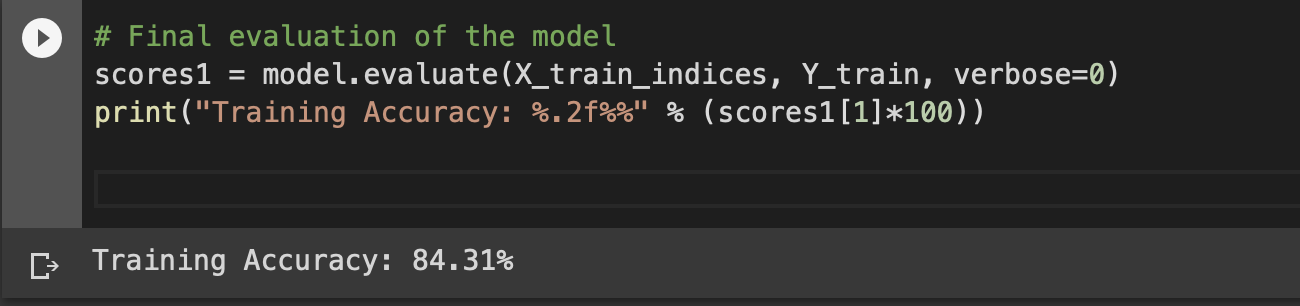 # Final evaluation of the model
scores1 = model.evaluate(X_train_indices, Y_train, verbose=0)
print("Training Accuracy: %.2f%%" % (scores1[1]*100))
Training Accuracy: 84.31%